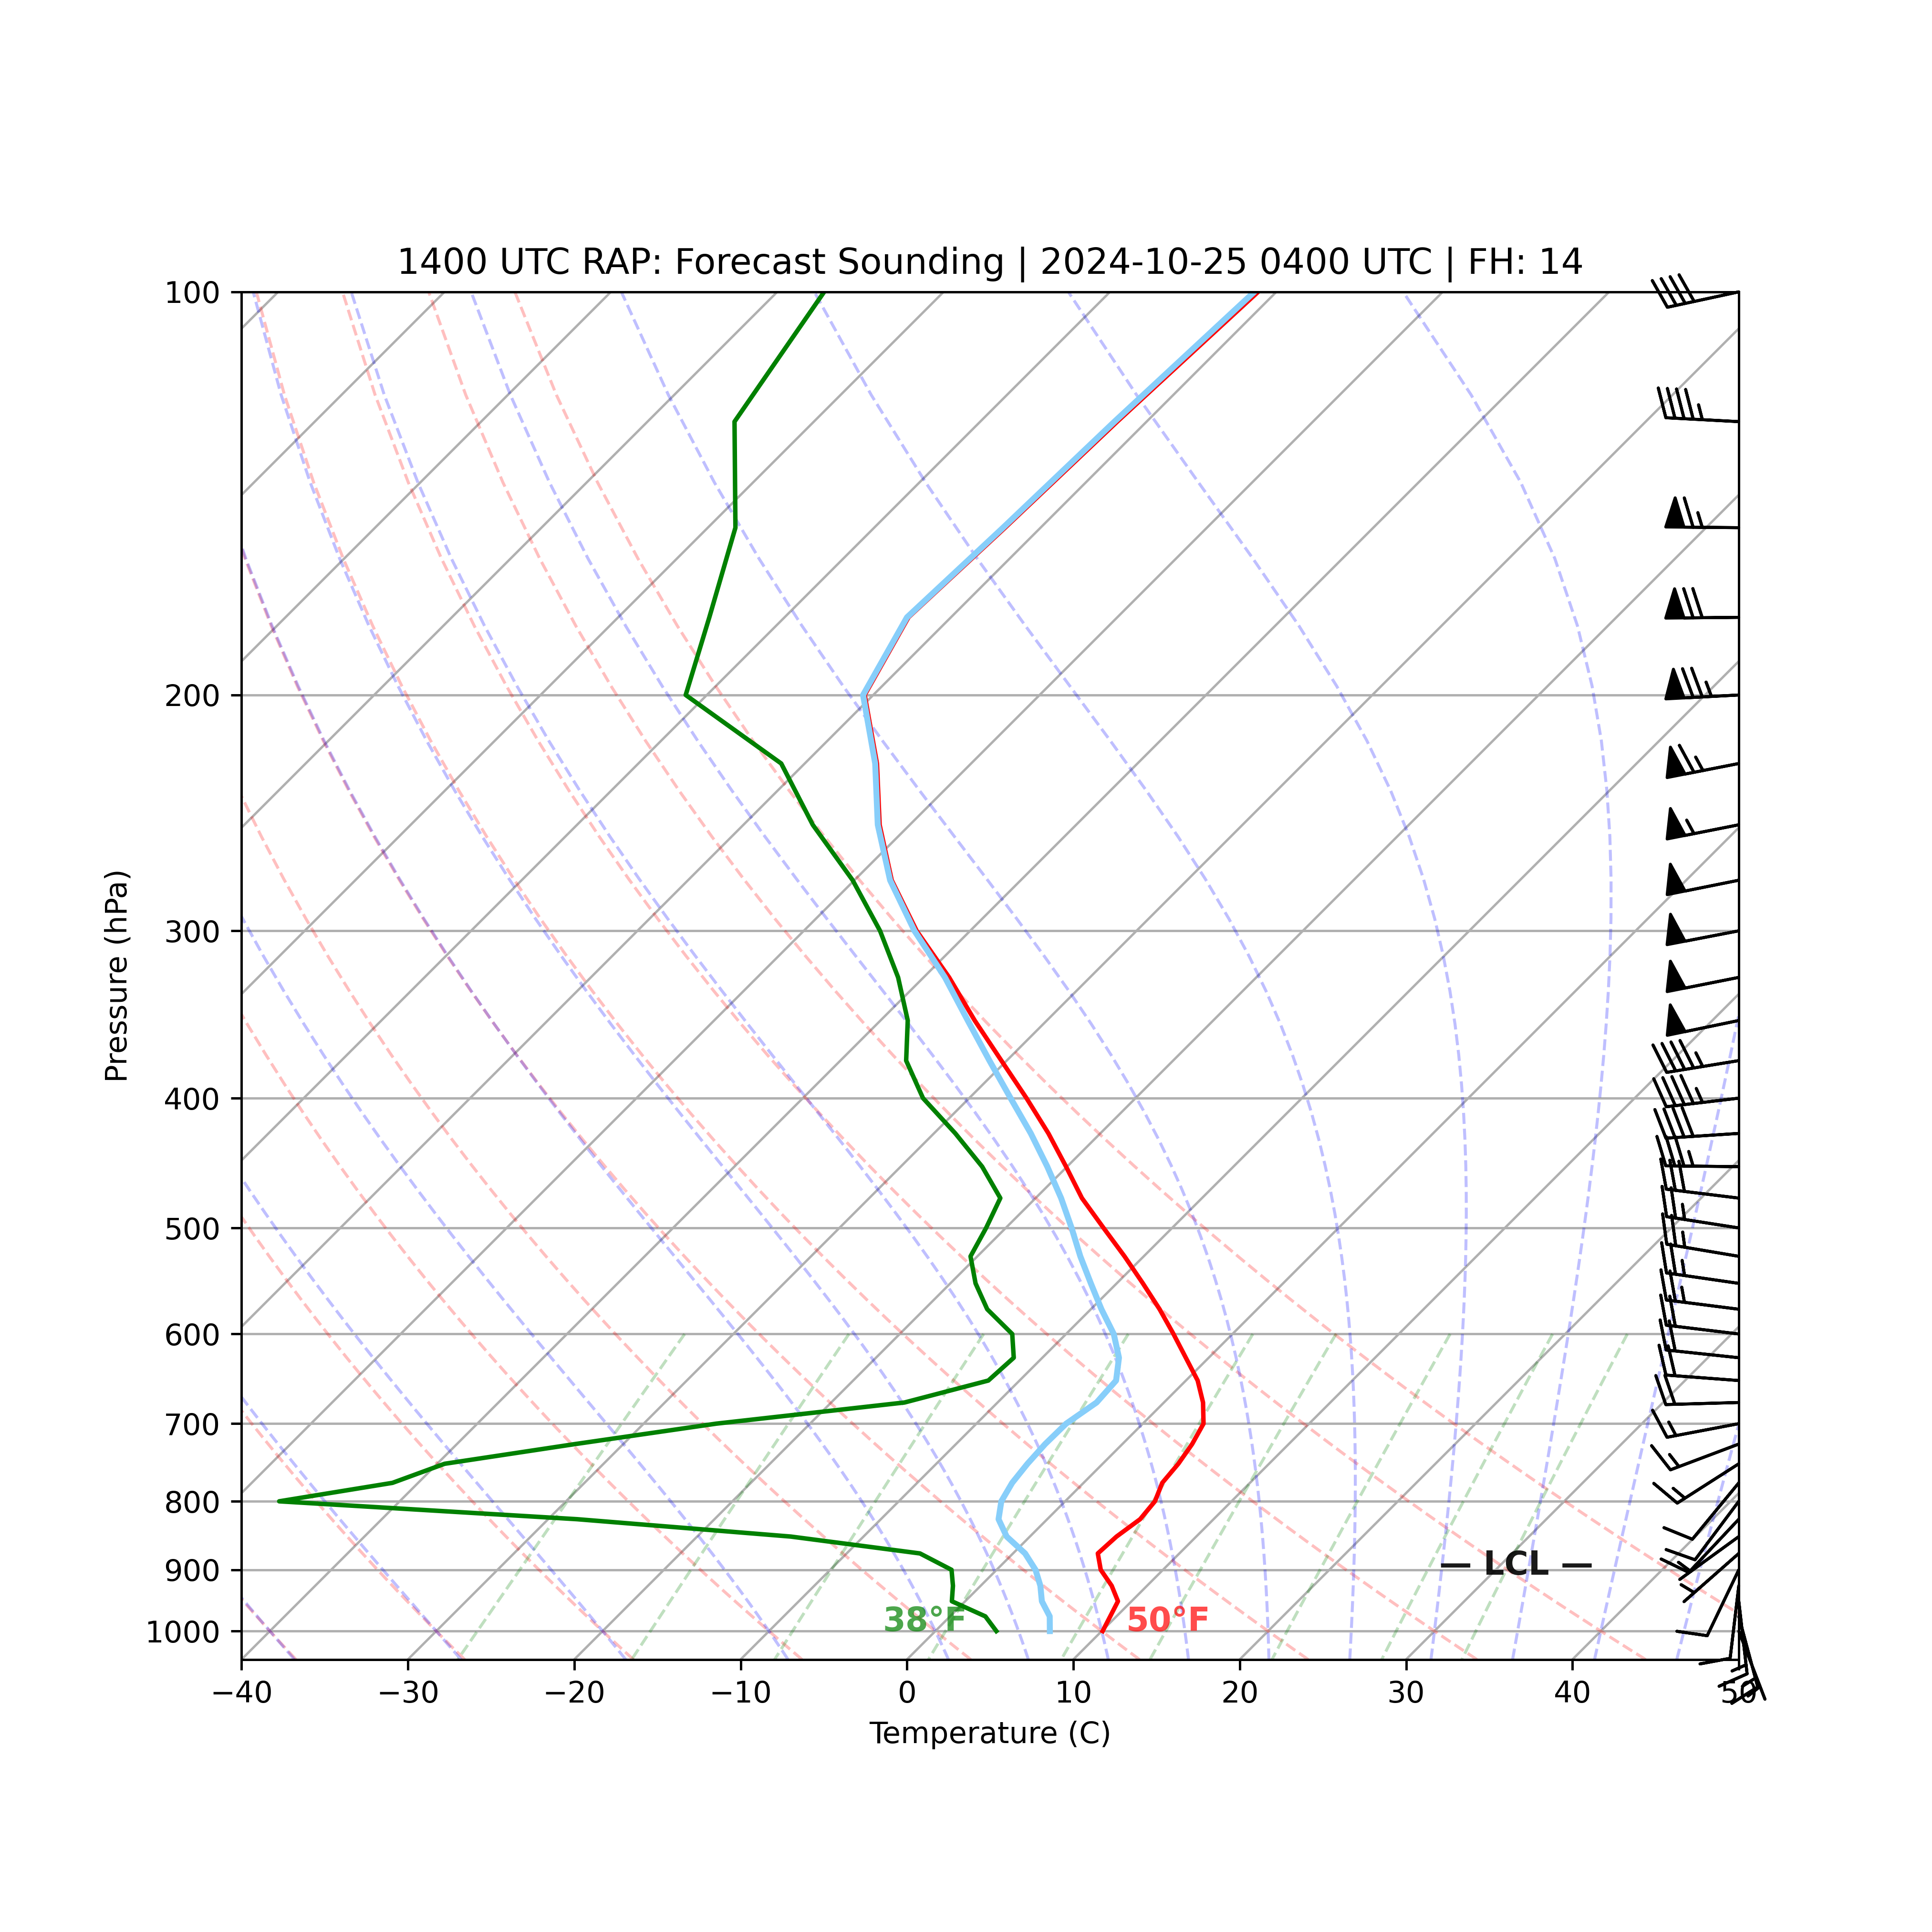 1400 UTC RAP: Forecast Sounding | 2024-10-25 0400 UTC | FH: 14
100
200
300
400
500
600
700
800
900
1000
Pressure (hPa)
— LCL —
38°F
50°F
−40 −30 −20 −10 0 10 20 30 40 50
Temperature (C)